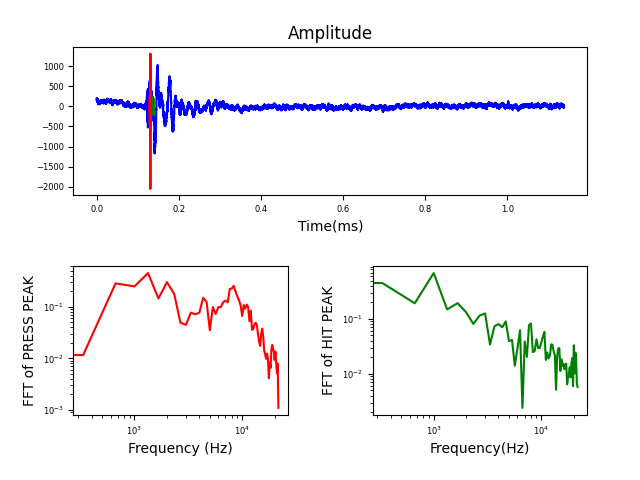 Amplitude
1000
500
0
−500
−1000
−1500
−2000
0.0 0.2 0.4 0.6 0.8 1.0
Time(ms)
FFT of PRESS PEAK
10⁻¹
10⁻²
10⁻³
10³ 10⁴
Frequency (Hz)
FFT of HIT PEAK
10⁻¹
10⁻²
10³ 10⁴
Frequency(Hz)